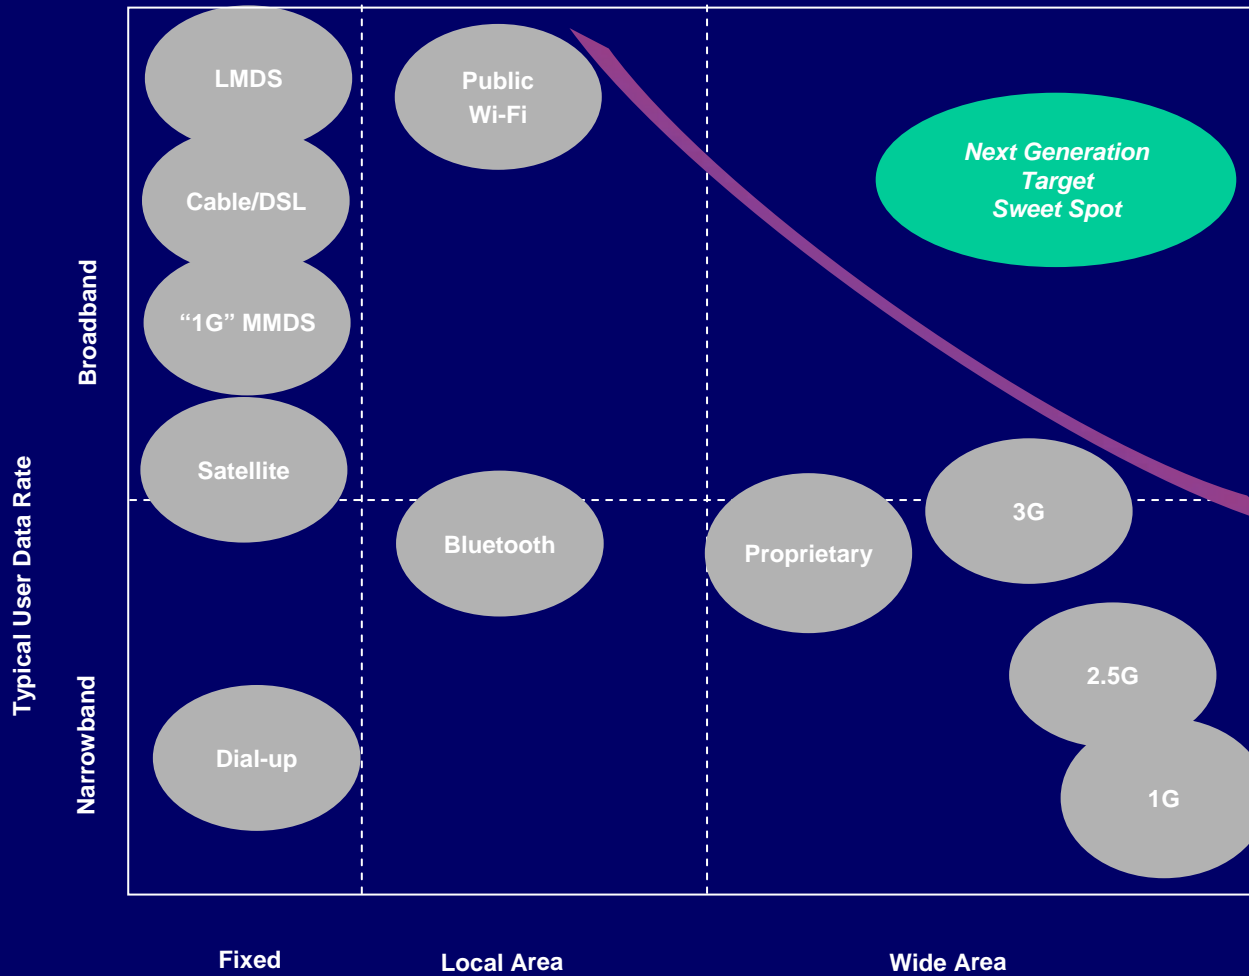 LMDS
Public
Wi-Fi
Next Generation
Target
Sweet Spot
Cable/DSL
“1G” MMDS
Broadband
Satellite
Typical User Data Rate
Bluetooth
Proprietary
3G
2.5G
Narrowband
Dial-up
1G
Fixed
Local Area
Wide Area